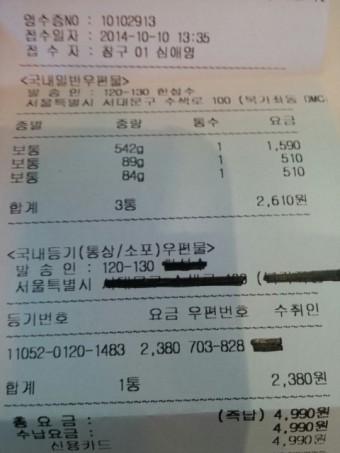 영수증NO : 10102913
접수일자 : 2014-10-10 13:35
접 수 자 : 창구 01 심애영
<국내일반우편물>
발 송 인 : 120-130 한심수
서울특별시 서대문구 수색로 100 (북가좌동 DMC
종별 중량 통수 요금
보통 542g 1 1,590
보통 89g 1 510
보통 84g 1 510
합계 3통 2,610원
<국내등기(통상/소포)우편물>
발 송 인 : 120-130
서울특별시 (
등기번호 요금 우편번호 수취인
11052-0120-1483 2,380 703-828
합계 1통 2,380원
총 요 금 : (즉납) 4,990원
수납요금 : 4,990원
신용카드 4,990원